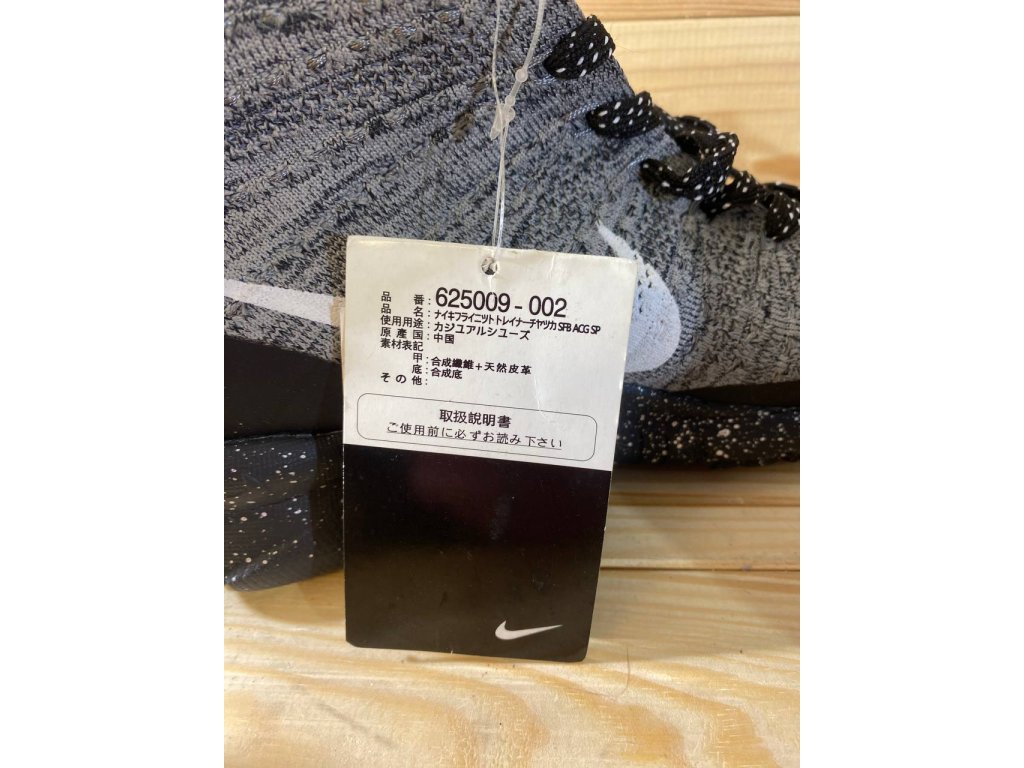 品番：625009-002
品名：ナイキフライニットトレイナーチヤツカ SFB ACG SP
使用用途：カジュアルシューズ
原産国：中国
素材表記
甲：合成繊維+天然皮革
底：合成底
その他：
取扱説明書
ご使用前に必ずお読み下さい